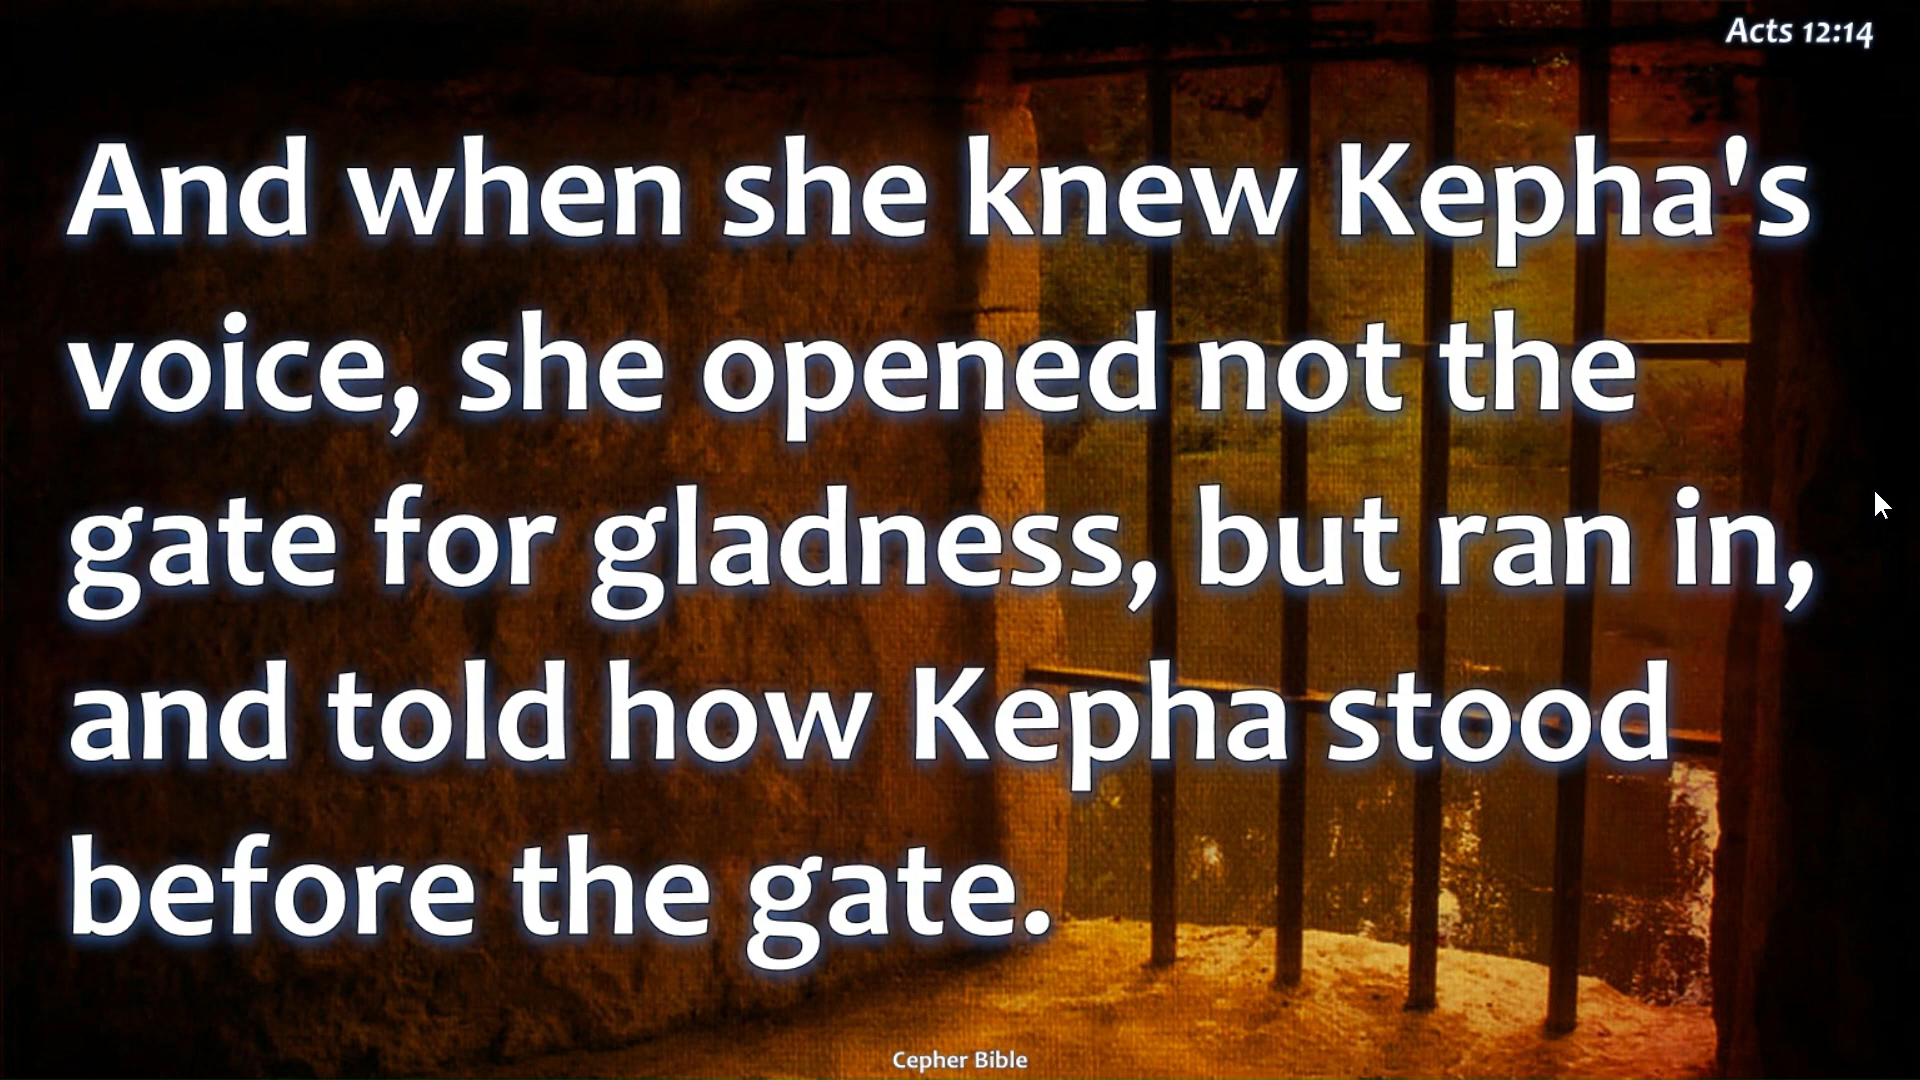 Acts 12:14
And when she knew Kepha's
voice, she opened not the
gate for gladness, but ran in,
and told how Kepha stood
before the gate.
Cepher Bible